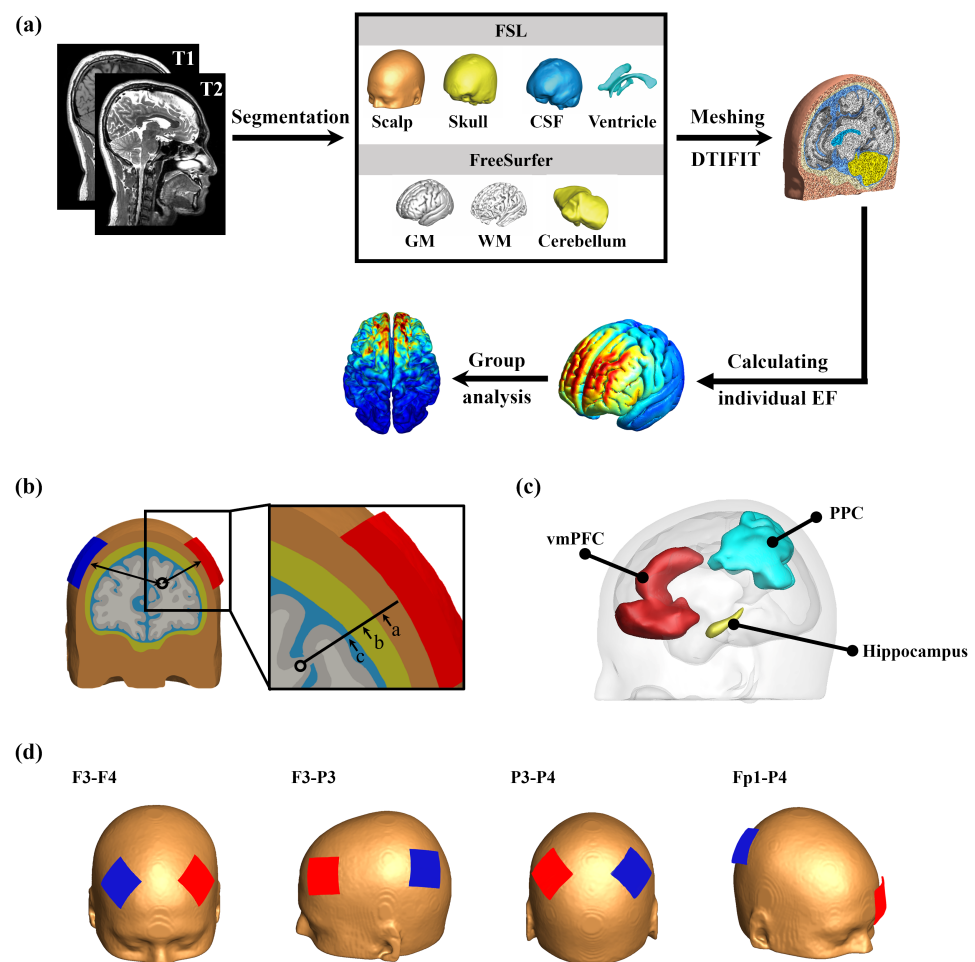 (a)
T1
T2
Segmentation
FSL
Scalp
Skull
CSF
Ventricle
FreeSurfer
GM
WM
Cerebellum
Meshing
DTIFIT
Calculating
individual EF
Group
analysis
(b)
a
b
c
(c)
vmPFC
PPC
Hippocampus
(d)
F3-F4
F3-P3
P3-P4
Fp1-P4